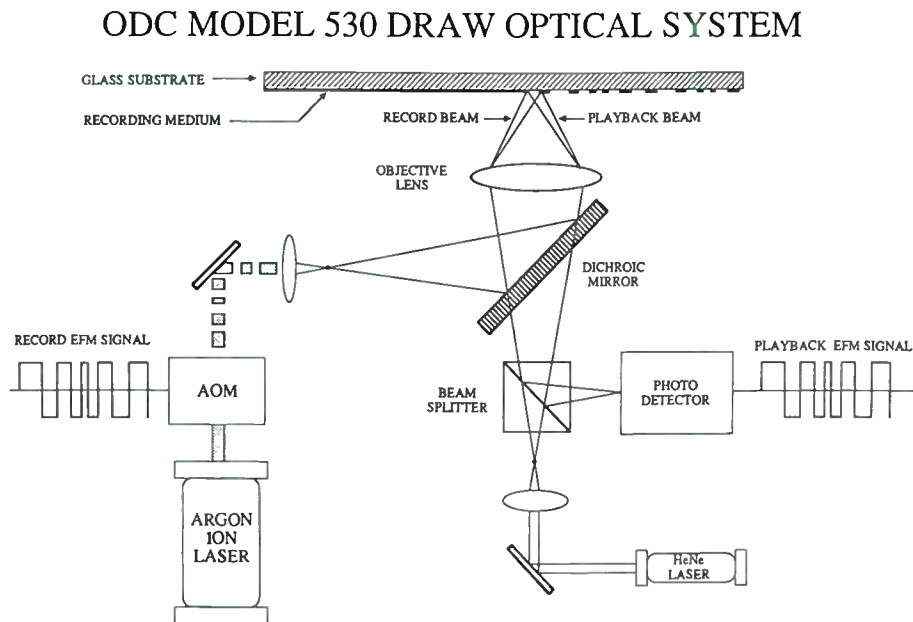 ODC MODEL 530 DRAW OPTICAL SYSTEM
GLASS SUBSTRATE
RECORDING MEDIUM
RECORD BEAM
PLAYBACK BEAM
OBJECTIVE
LENS
DICHROIC
MIRROR
RECORD EFM SIGNAL
PLAYBACK EFM SIGNAL
AOM
BEAM
SPLITTER
PHOTO
DETECTOR
ARGON
ION
LASER
HeNe
LASER